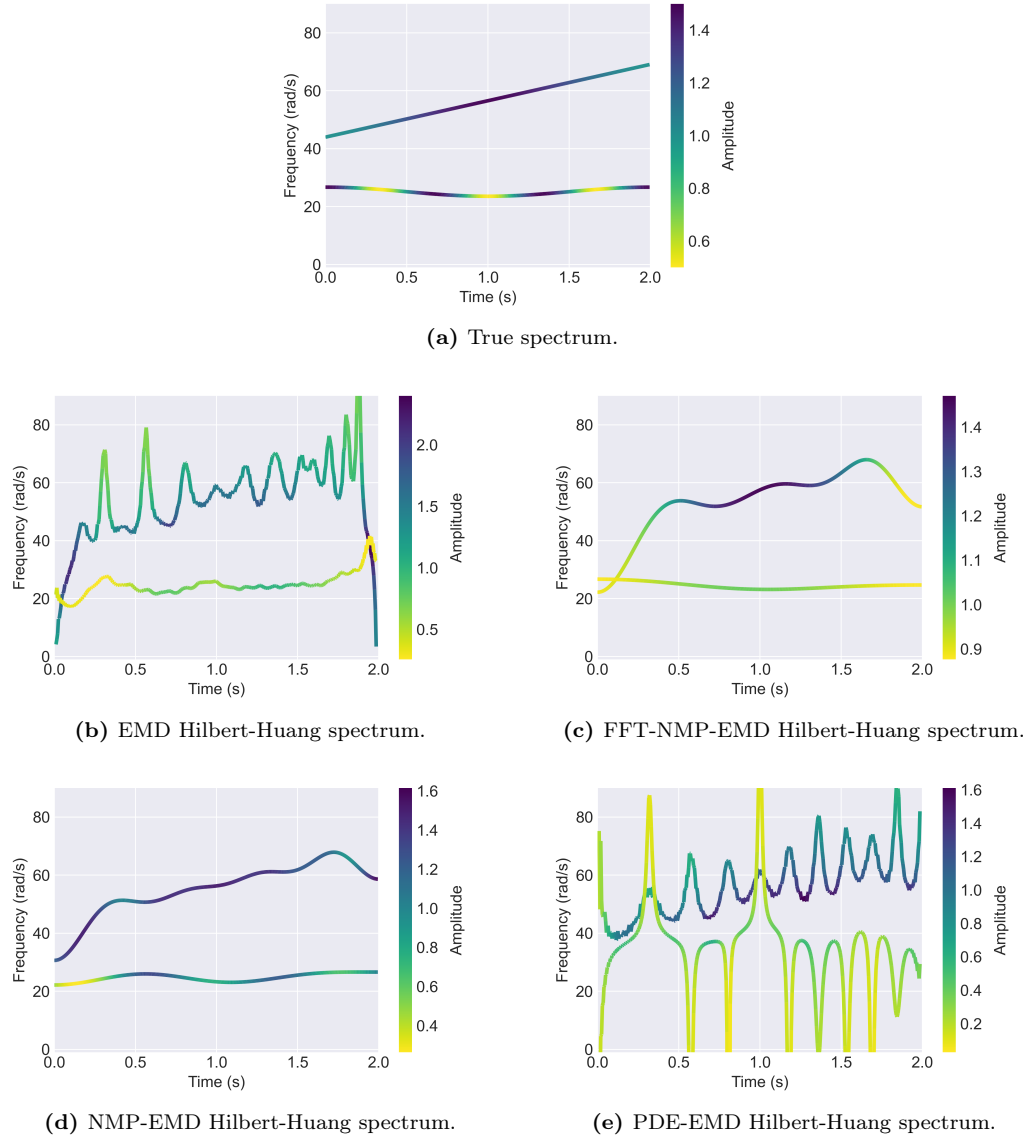 80
60
40
20
0
Frequency (rad/s)
0.0 0.5 1.0 1.5 2.0
Time (s)
1.4
1.2
1.0
0.8
0.6
Amplitude
(a) True spectrum.
80
60
40
20
0
Frequency (rad/s)
0.0 0.5 1.0 1.5 2.0
Time (s)
2.0
1.5
1.0
0.5
Amplitude
(b) EMD Hilbert-Huang spectrum.
80
60
40
20
0
Frequency (rad/s)
0.0 0.5 1.0 1.5 2.0
Time (s)
1.4
1.3
1.2
1.1
1.0
0.9
Amplitude
(c) FFT-NMP-EMD Hilbert-Huang spectrum.
80
60
40
20
0
Frequency (rad/s)
0.0 0.5 1.0 1.5 2.0
Time (s)
1.6
1.4
1.2
1.0
0.8
0.6
0.4
Amplitude
(d) NMP-EMD Hilbert-Huang spectrum.
80
60
40
20
0
Frequency (rad/s)
0.0 0.5 1.0 1.5 2.0
Time (s)
1.6
1.4
1.2
1.0
0.8
0.6
0.4
0.2
Amplitude
(e) PDE-EMD Hilbert-Huang spectrum.